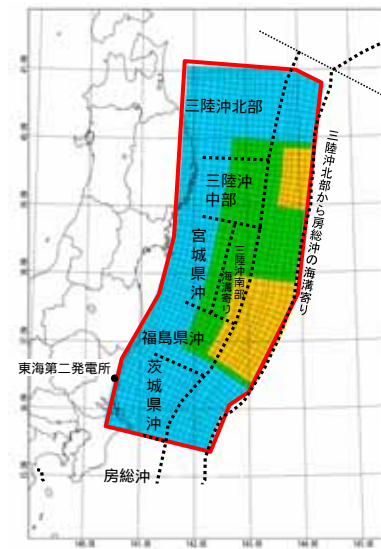 三陸沖北部
三陸沖
中部
宮城県沖
三陸沖南部
海溝寄り
三陸沖北部から房総沖の海溝寄り
福島県沖
茨城県沖
東海第二発電所
房総沖